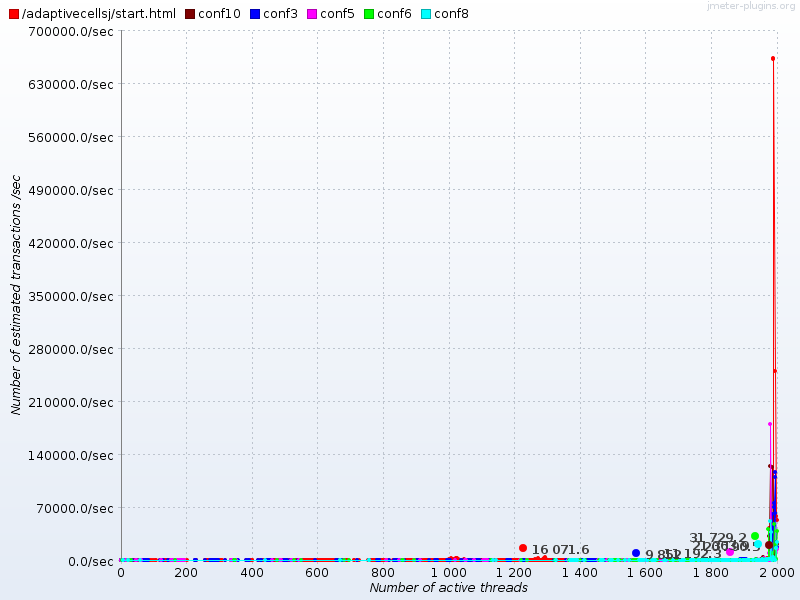 jmeter-plugins.org
/adaptivecellsj/start.html conf10 conf3 conf5 conf6 conf8
700000.0/sec
630000.0/sec
560000.0/sec
490000.0/sec
420000.0/sec
350000.0/sec
280000.0/sec
210000.0/sec
140000.0/sec
70000.0/sec
0.0/sec
Number of estimated transactions /sec
31 729.2
16 071.6
192.3
0 200 400 600 800 1 000 1 200 1 400 1 600 1 800 2 000
Number of active threads